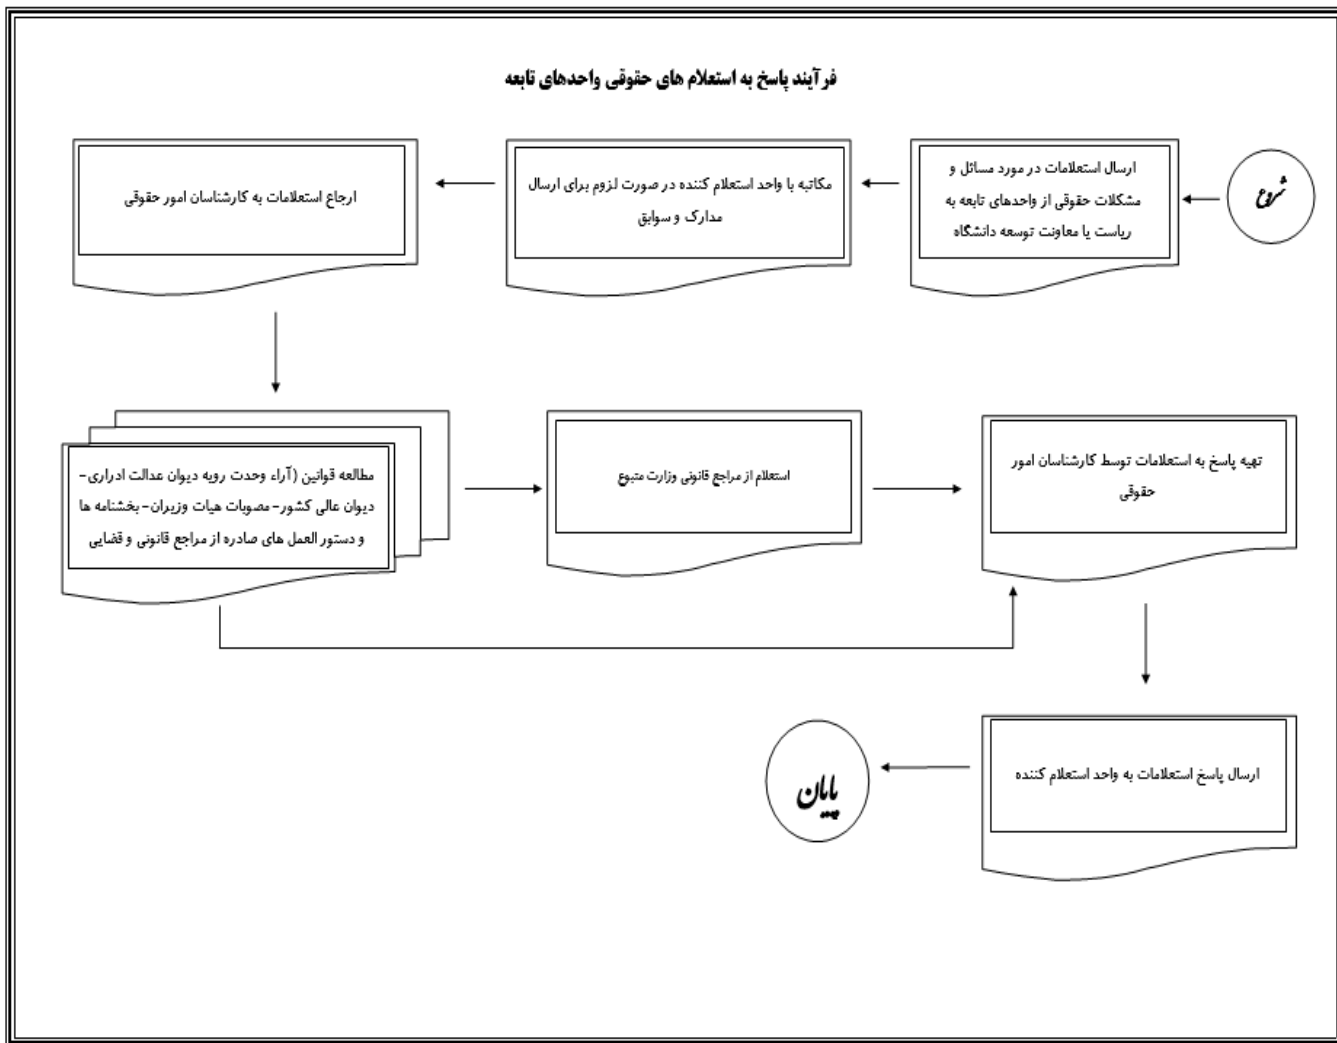 فرآیند پاسخ به استعلام های حقوقی واحدهای تابعه
شروع
ارسال استعلامات در مورد مسائل و
مشکلات حقوقی از واحدهای تابعه به
ریاست یا معاونت توسعه دانشگاه
مکاتبه با واحد استعلام کننده در صورت لزوم برای ارسال
مدارک و سوابق
ارجاع استعلامات به کارشناسان امور حقوقی
مطالعه قوانین (آراء وحدت رویه دیوان عدالت ادراری-
دیوان عالی کشور- مصوبات هیات وزیران- بخشنامه ها
و دستور العمل های صادره از مراجع قانونی و قضایی
استعلام از مراجع قانونی وزارت متبوع
تهیه پاسخ به استعلامات توسط کارشناسان امور
حقوقی
ارسال پاسخ استعلامات به واحد استعلام کننده
پایان